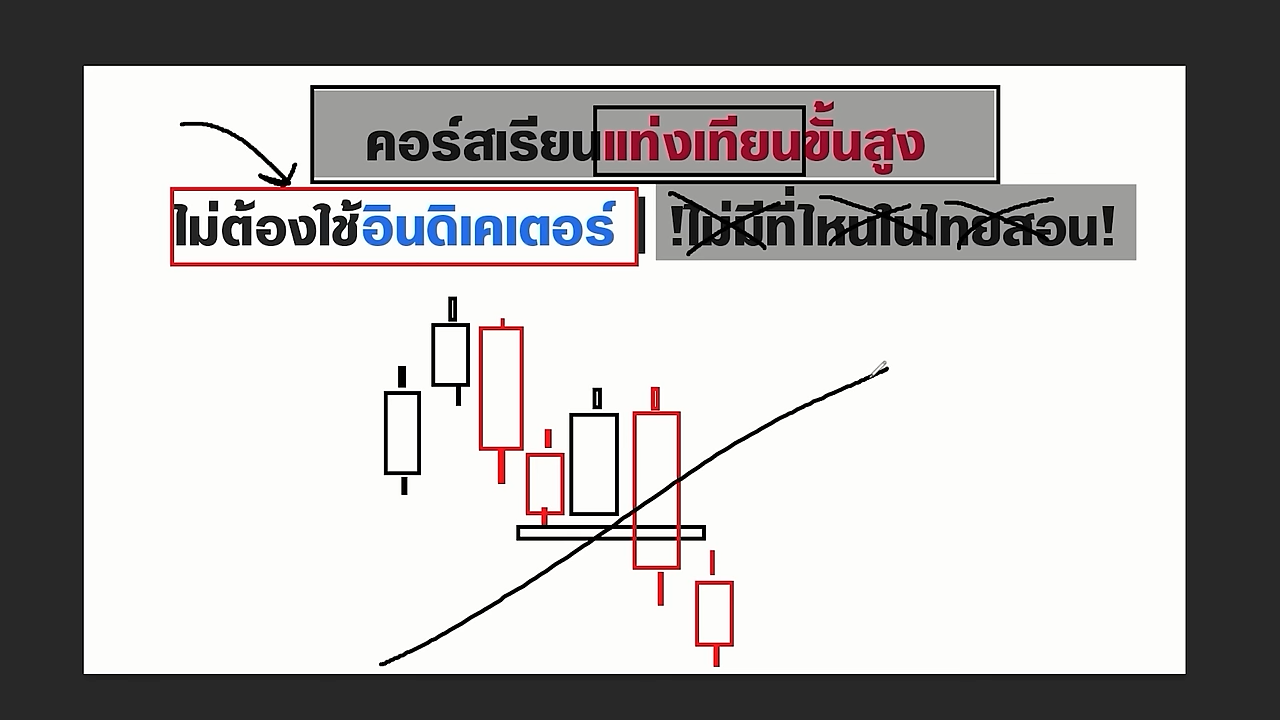 คอร์สเรียนแท่งเทียนขั้นสูง
ไม่ต้องใช้อินดิเคเตอร์ | !ไม่มีที่ไหนในไทยสอน!